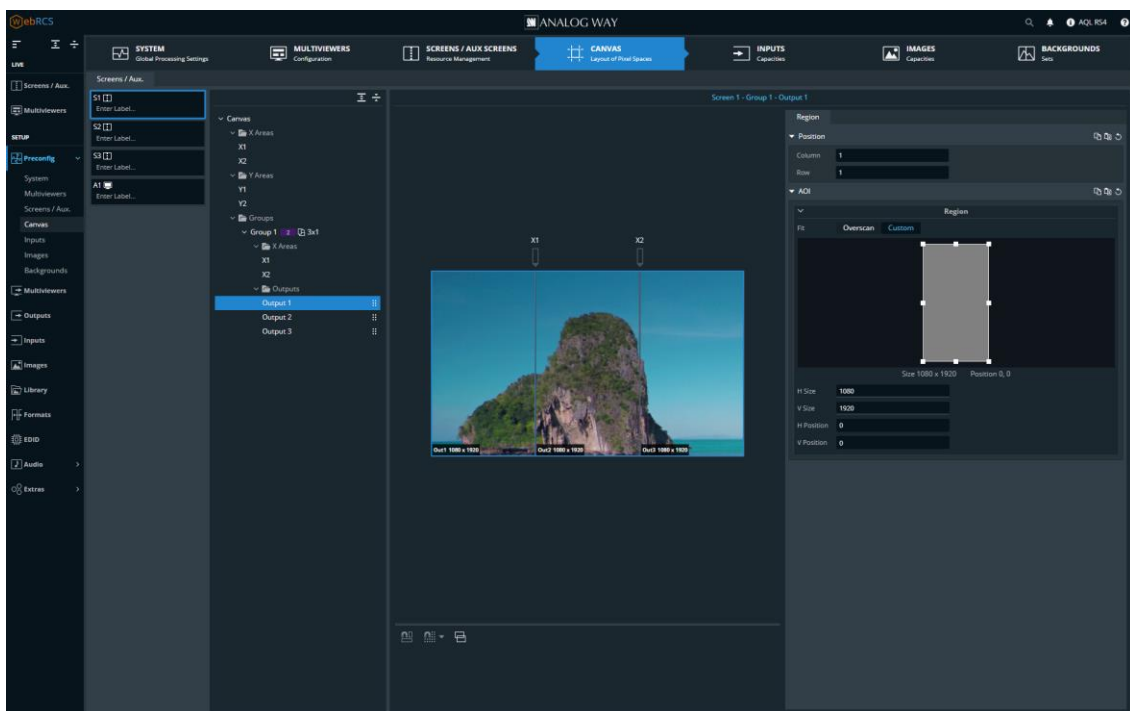 WebRCS
ANALOG WAY
AQL RS4
LIVE
Screens / Aux.
Multiviewers
SETUP
Preconfig
System
Multiviewers
Screens / Aux.
Canvas
Inputs
Images
Backgrounds
Multiviewers
Outputs
Inputs
Images
Library
Formats
EDID
Audio
Extras
SYSTEM
Global Processing Settings
MULTIVIEWERS
Configuration
SCREENS / AUX SCREENS
Resource Management
CANVAS
Layout of Pixel Spaces
INPUTS
Capacities
IMAGES
Capacities
BACKGROUNDS
Sets
Screens / Aux.
S1
Enter Label...
S2
Enter Label...
S3
Enter Label...
A1
Enter Label...
Canvas
X Areas
X1
X2
Y Areas
Y1
Y2
Groups
Group 1 2 3x1
X Areas
X1
X2
Outputs
Output 1
Output 2
Output 3
Screen 1 - Group 1 - Output 1
X1 X2
Out1 1080 x 1920
Out2 1080 x 1920
Out3 1080 x 1920
Region
Position
Column 1
Row 1
AOI
Region
Fit Overscan Custom
Size 1080 x 1920 Position 0, 0
H Size 1080
V Size 1920
H Position 0
V Position 0